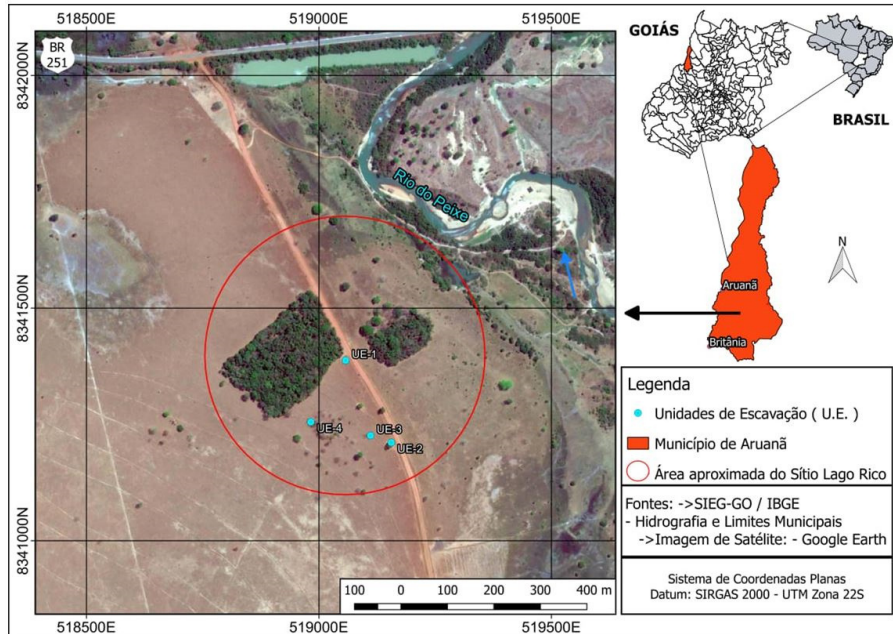 518500E 519000E 519500E
BR
251
8342000N
8341500N
8341000N
Rio do Peixe
UE-1
UE-4
UE-3
UE-2
100 0 100 200 300 400 m
518500E 519000E 519500E
GOIÁS
BRASIL
N
Aruanã
Britânia
Legenda
Unidades de Escavação ( U.E. )
Município de Aruanã
Área aproximada do Sítio Lago Rico
Fontes: ->SIEG-GO / IBGE
- Hidrografia e Limites Municipais
->Imagem de Satélite: - Google Earth
Sistema de Coordenadas Planas
Datum: SIRGAS 2000 - UTM Zona 22S